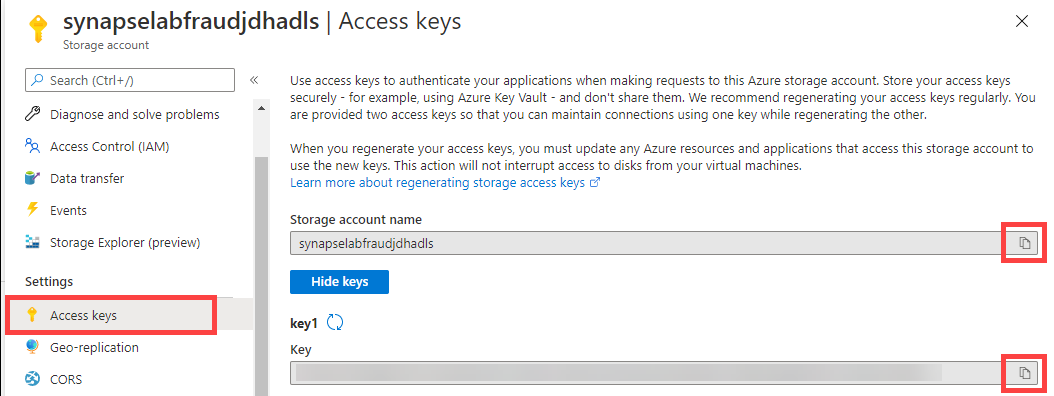 synapselabfraudjdhadls | Access keys
Storage account
Search (Ctrl+/)
Diagnose and solve problems
Access Control (IAM)
Data transfer
Events
Storage Explorer (preview)
Settings
Access keys
Geo-replication
CORS
Use access keys to authenticate your applications when making requests to this Azure storage account. Store your access keys
securely - for example, using Azure Key Vault - and don't share them. We recommend regenerating your access keys regularly. You
are provided two access keys so that you can maintain connections using one key while regenerating the other.
When you regenerate your access keys, you must update any Azure resources and applications that access this storage account to
use the new keys. This action will not interrupt access to disks from your virtual machines.
Learn more about regenerating storage access keys
Storage account name
synapselabfraudjdhadls
Hide keys
key1
Key